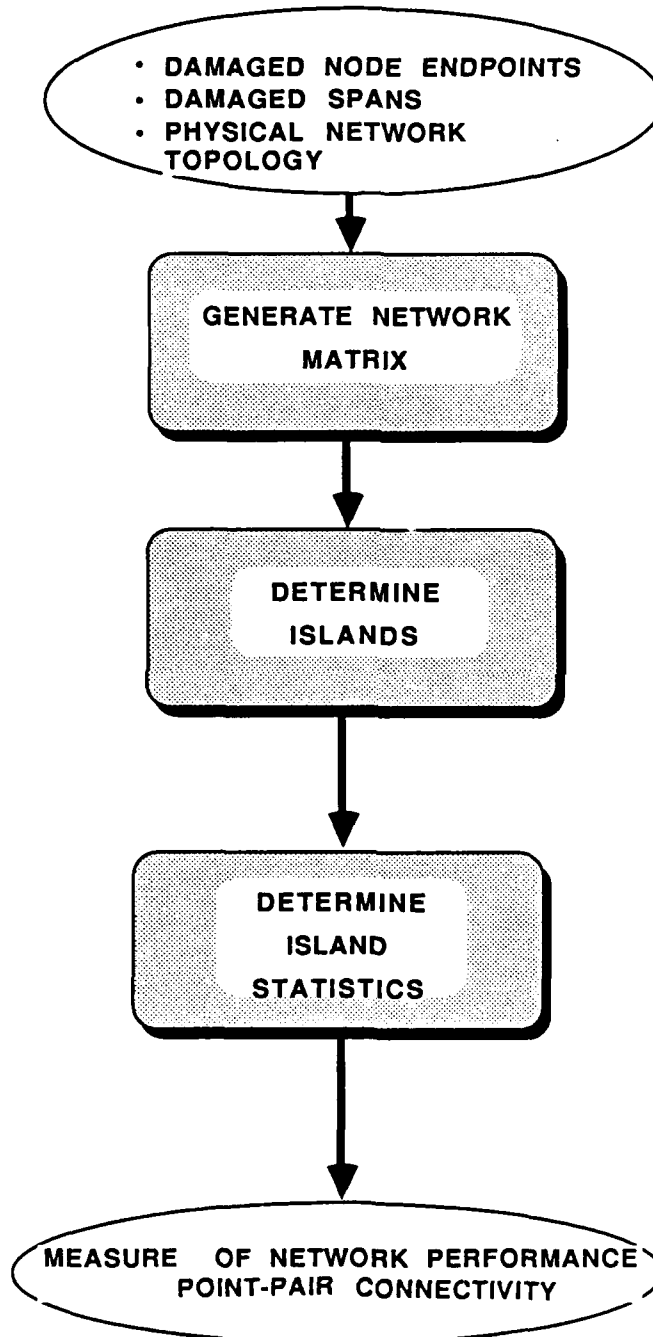 • DAMAGED NODE ENDPOINTS
• DAMAGED SPANS
• PHYSICAL NETWORK
TOPOLOGY
GENERATE NETWORK
MATRIX
DETERMINE
ISLANDS
DETERMINE
ISLAND
STATISTICS
MEASURE OF NETWORK PERFORMANCE
POINT-PAIR CONNECTIVITY